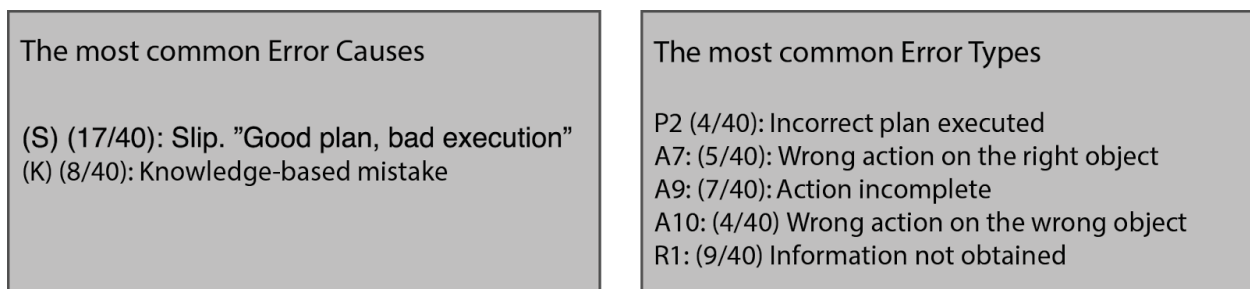 The most common Error Causes
(S) (17/40): Slip. ”Good plan, bad execution”
(K) (8/40): Knowledge-based mistake
The most common Error Types
P2 (4/40): Incorrect plan executed
A7: (5/40): Wrong action on the right object
A9: (7/40): Action incomplete
A10: (4/40) Wrong action on the wrong object
R1: (9/40) Information not obtained